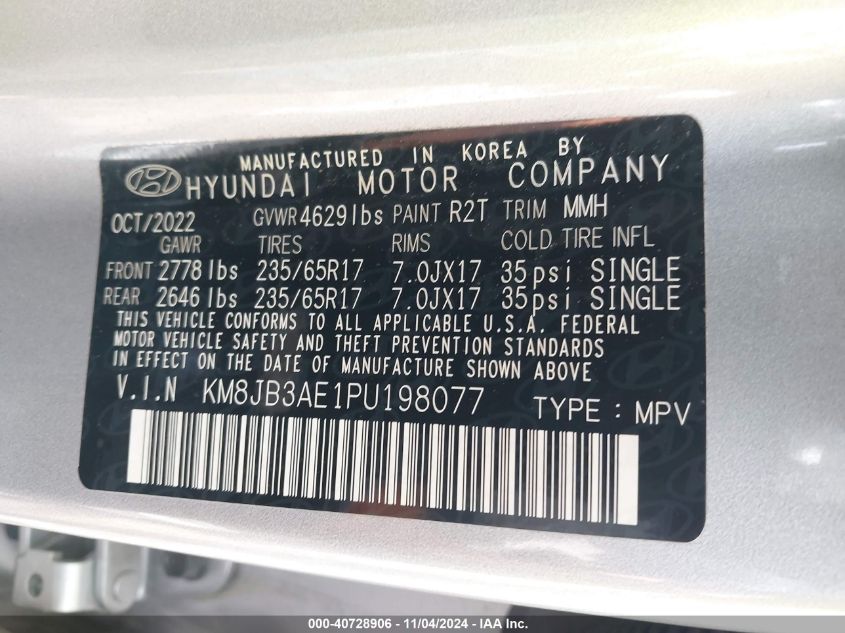 MANUFACTURED IN KOREA BY
HYUNDAI MOTOR COMPANY
OCT/2022 GVWR 4629lbs PAINT R2T TRIM MMH
GAWR TIRES RIMS COLD TIRE INFL
FRONT 2778 lbs 235/65R17 7.0JX17 35psi SINGLE
REAR 2646 lbs 235/65R17 7.0JX17 35psi SINGLE
THIS VEHICLE CONFORMS TO ALL APPLICABLE U.S.A. FEDERAL
MOTOR VEHICLE SAFETY AND THEFT PREVENTION STANDARDS
IN EFFECT ON THE DATE OF MANUFACTURE SHOWN ABOVE
V.I.N KM8JB3AE1PU198077 TYPE : MPV
000-40728906 - 11/04/2024 - IAA Inc.